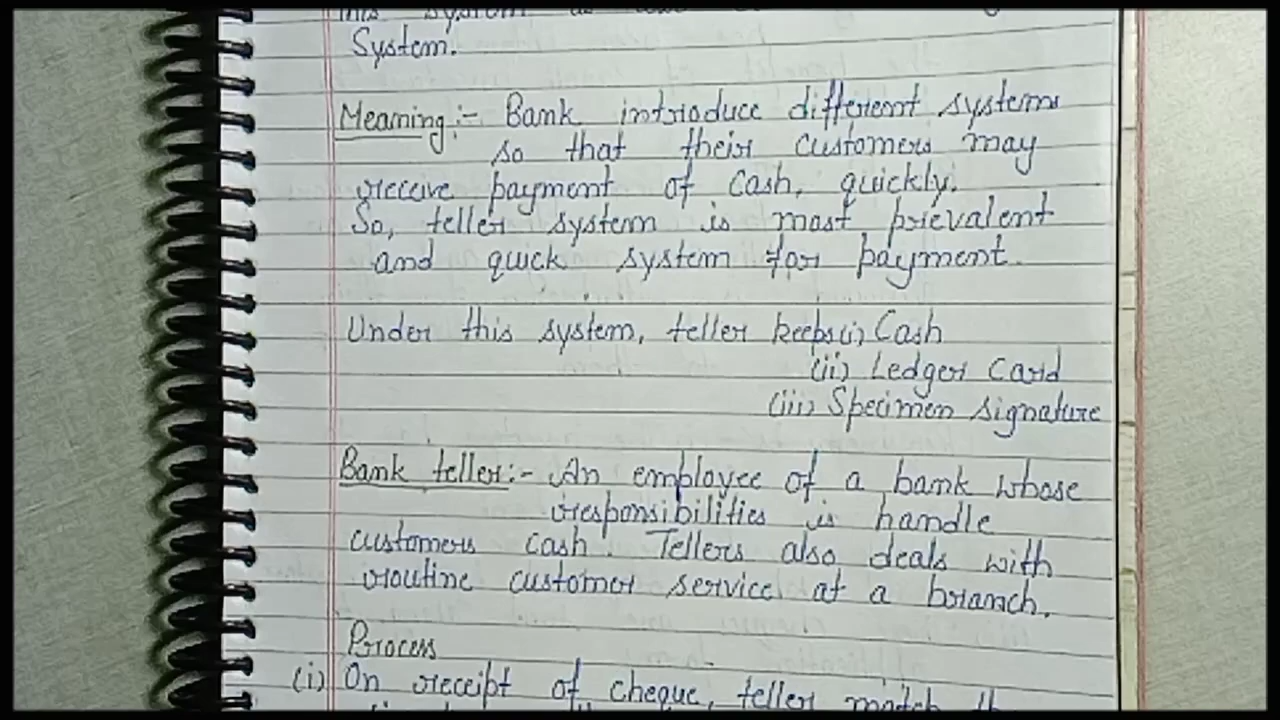 this system
System.
Meaning:- Bank introduce different systems
so that their customers may
receive payment of Cash, quickly.
So, teller system is most prevalent
and quick system for payment.
Under this system, teller keeps (i) Cash
(ii) Ledger Card
(iii) Specimen signature
Bank teller:- An employee of a bank whose
responsibilities is handle
customers cash. Tellers also deals with
routine customer service at a branch.
Process
(i) On receipt of cheque, teller match